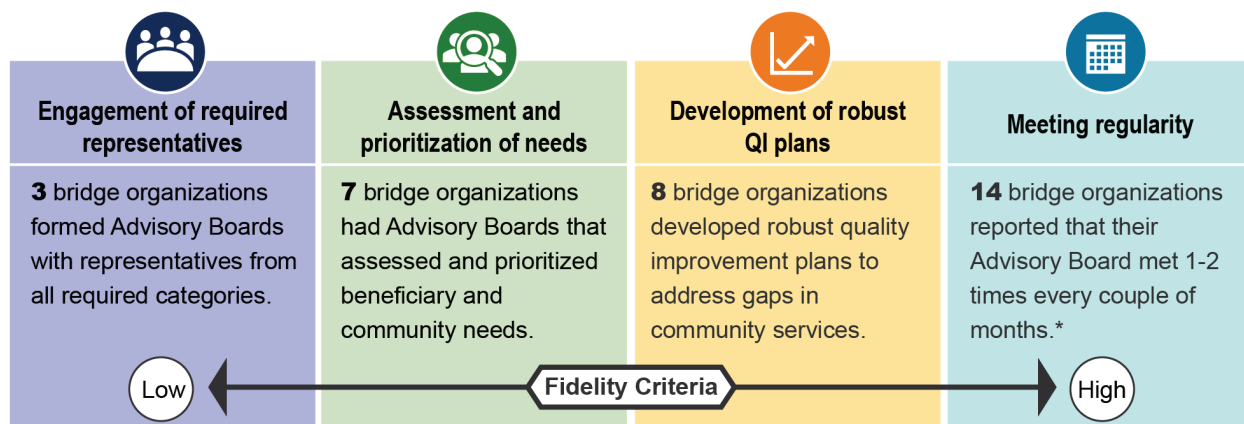 Engagement of required
representatives
3 bridge organizations
formed Advisory Boards
with representatives from
all required categories.
Assessment and
prioritization of needs
7 bridge organizations
had Advisory Boards that
assessed and prioritized
beneficiary and
community needs.
Development of robust
QI plans
8 bridge organizations
developed robust quality
improvement plans to
address gaps in
community services.
Meeting regularity
14 bridge organizations
reported that their
Advisory Board met 1-2
times every couple of
months.*
Low
Fidelity Criteria
High